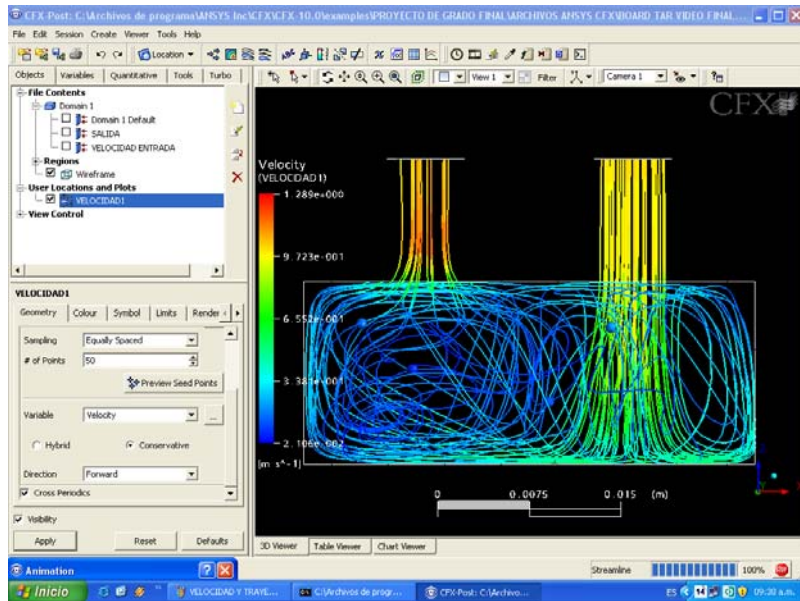 CFX-Post: C:\Archivos de programa\ANSYS Inc\CFX\CFX-10.0\examples\PROYECTO DE GRADO FINAL\ARCHIVOS ANSYS CFX\BOARD TAR VIDEO FINAL...
File Edit Session Create Viewer Tools Help
Location
Objects Variables Quantitative Tools Turbo
View 1 Filter Camera 1
File Contents
Domain 1
Domain 1 Default
SALIDA
VELOCIDAD ENTRADA
Regions
Wireframe
User Locations and Plots
VELOCIDAD1
View Control
VELOCIDAD1
Geometry Colour Symbol Limits Render
Sampling Equally Spaced
# of Points 50
Preview Seed Points
Variable Velocity ...
Hybrid Conservative
Direction Forward
Cross Periodics
Visibility
Apply Reset Defaults
CFX
Velocity
(VELOCIDAD1)
1.289e+000
9.723e-001
6.552e-001
3.381e-001
2.106e-002
[m s^-1]
0 0.0075 0.015 (m)
3D Viewer Table Viewer Chart Viewer
Animation
Streamline 100%
Inicio VELOCIDAD Y TRAYE... C:\Archivos de progr... CFX-Post: C:\Archivo... ES 14 09:30 a.m.